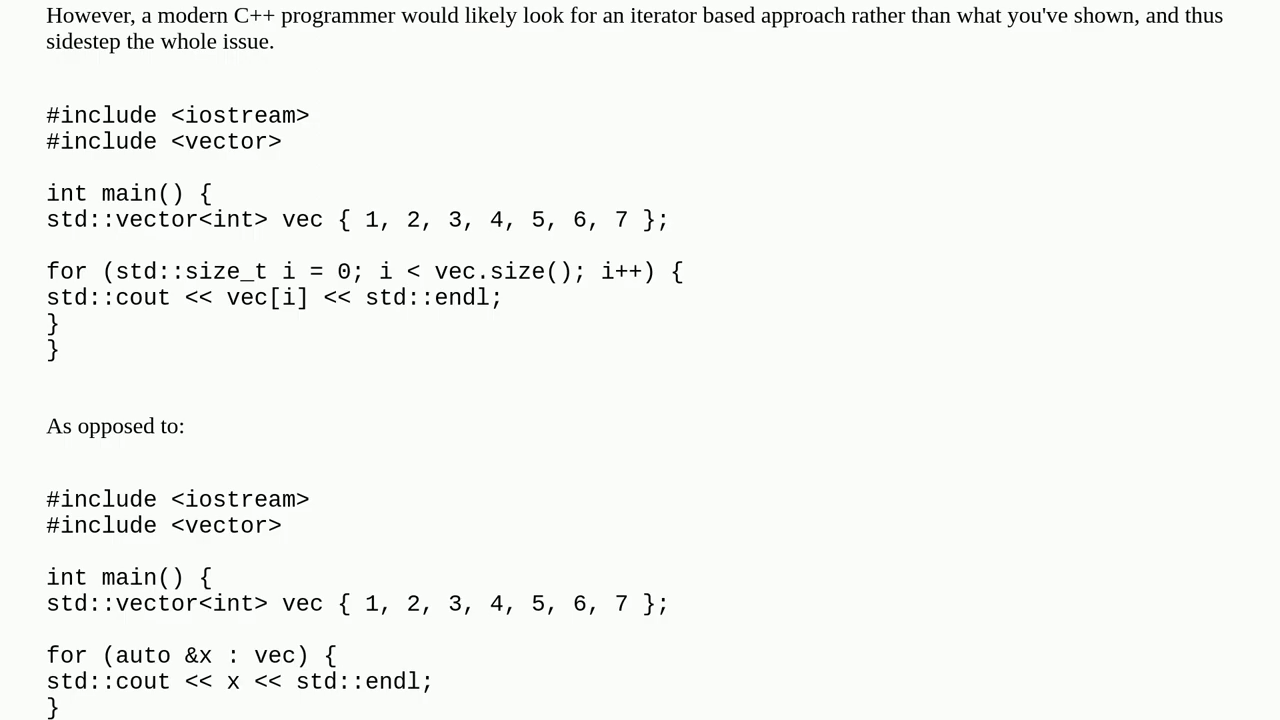 However, a modern C++ programmer would likely look for an iterator based approach rather than what you've shown, and thus
sidestep the whole issue.
#include <iostream>
#include <vector>
int main() {
std::vector<int> vec { 1, 2, 3, 4, 5, 6, 7 };
for (std::size_t i = 0; i < vec.size(); i++) {
std::cout << vec[i] << std::endl;
}
}
As opposed to:
#include <iostream>
#include <vector>
int main() {
std::vector<int> vec { 1, 2, 3, 4, 5, 6, 7 };
for (auto &x : vec) {
std::cout << x << std::endl;
}